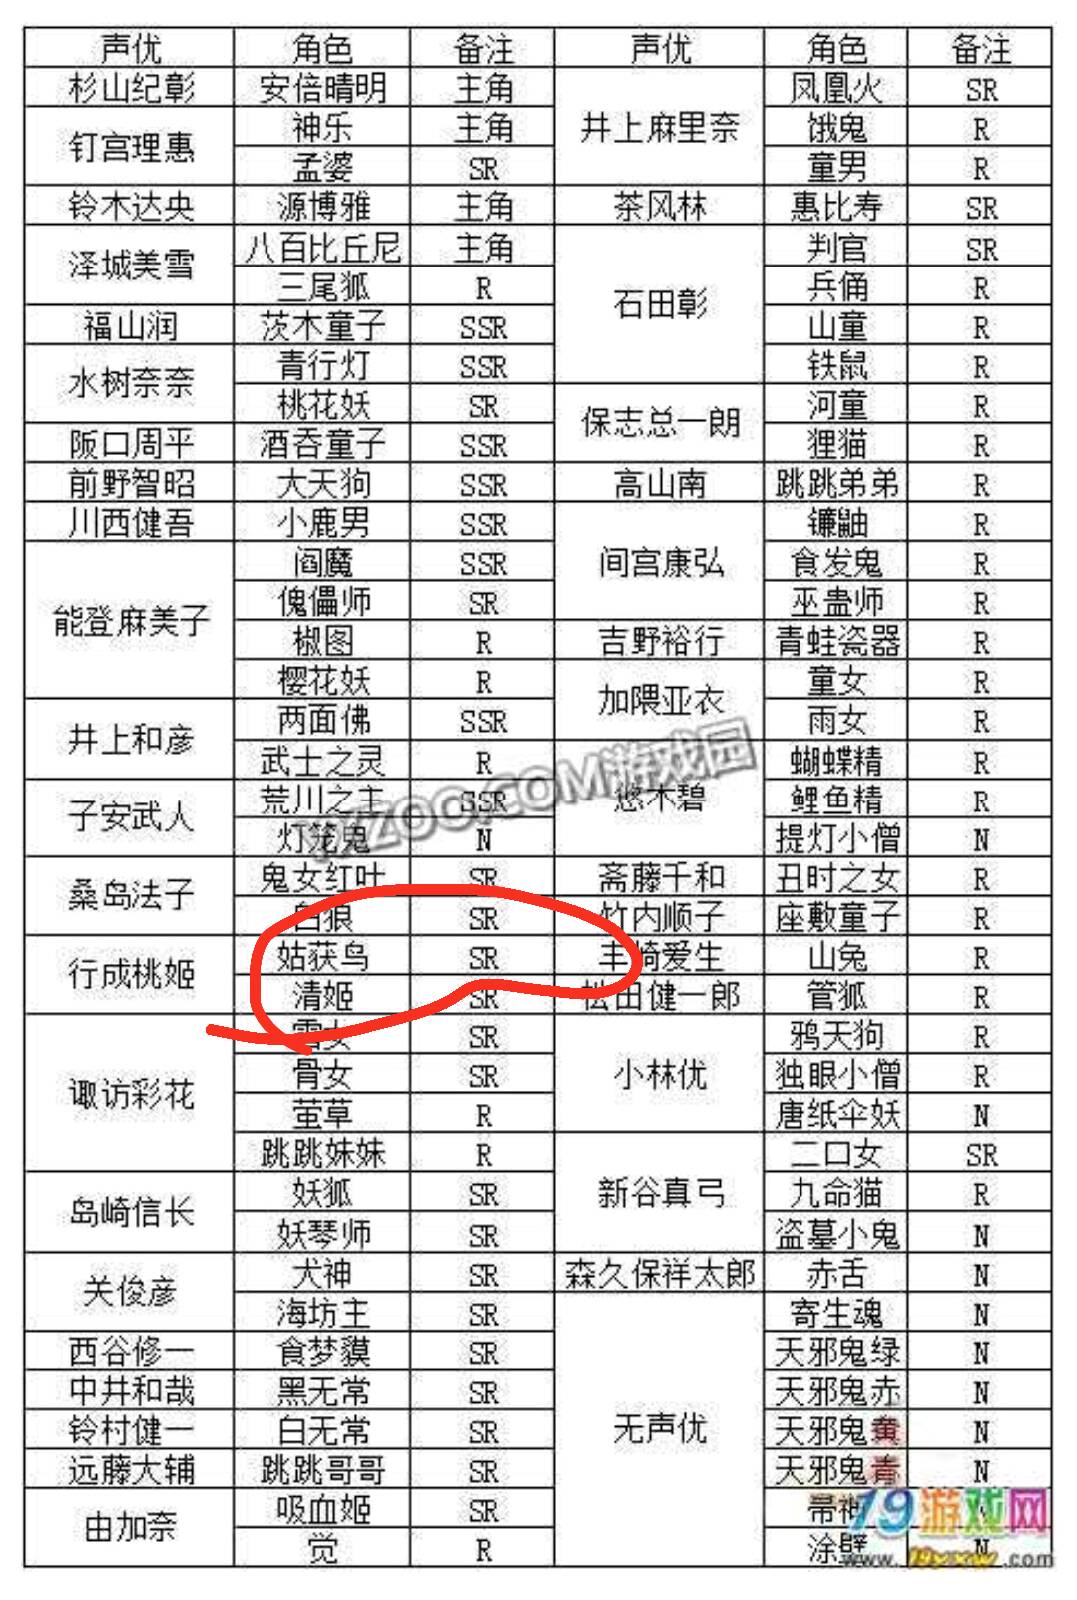 声优 角色 备注 声优 角色 备注
杉山纪彰 安倍晴明 主角 井上麻里奈 凤凰火 SR
钉宫理惠 神乐 主角 饿鬼 R
孟婆 SR 童男 R
铃木达央 源博雅 主角 茶风林 惠比寿 SR
泽城美雪 八百比丘尼 主角 石田彰 判官 SR
三尾狐 R 兵俑 R
福山润 茨木童子 SSR 山童 R
水树奈奈 青行灯 SSR 铁鼠 R
桃花妖 SR 保志总一朗 河童 R
阪口周平 酒吞童子 SSR 狸猫 R
前野智昭 大天狗 SSR 高山南 跳跳弟弟 R
川西健吾 小鹿男 SSR 间宫康弘 镰鼬 R
能登麻美子 阎魔 SSR 食发鬼 R
傀儡师 SR 巫蛊师 R
椒图 R 吉野裕行 青蛙瓷器 R
樱花妖 R 加隈亚衣 童女 R
井上和彦 两面佛 SSR 雨女 R
武士之灵 R 悠木碧 蝴蝶精 R
子安武人 荒川之主 SSR 鲤鱼精 R
灯笼鬼 N 提灯小僧 N
桑岛法子 鬼女红叶 SR 斋藤千和 丑时之女 R
白狼 SR 竹内顺子 座敷童子 R
行成桃姬 姑获鸟 SR 丰崎爱生 山兔 R
清姬 SR 松田健一郎 管狐 R
诹访彩花 雪女 SR 小林优 鸦天狗 R
骨女 SR 独眼小僧 R
萤草 R 唐纸伞妖 N
跳跳妹妹 R 新谷真弓 二口女 SR
岛崎信长 妖狐 SR 九命猫 R
妖琴师 SR 盗墓小鬼 N
关俊彦 犬神 SR 森久保祥太郎 赤舌 N
海坊主 SR 无声优 寄生魂 N
西谷修一 食梦貘 SR 天邪鬼绿 N
中井和哉 黑无常 SR 天邪鬼赤 N
铃村健一 白无常 SR 天邪鬼黄 N
远藤大辅 跳跳哥哥 SR 天邪鬼青 N
由加奈 吸血姬 SR 帚神
觉 R 涂壁 N
YXZOO.COM游戏园
19游戏网
www.19yxw.com